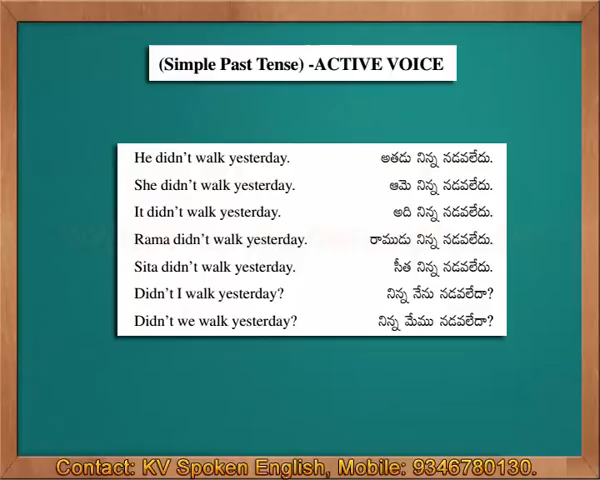 (Simple Past Tense) -ACTIVE VOICE
He didn't walk yesterday. అతడు నిన్న నడవలేదు.
She didn't walk yesterday. ఆమె నిన్న నడవలేదు.
It didn't walk yesterday. అది నిన్న నడవలేదు.
Rama didn't walk yesterday. రాముడు నిన్న నడవలేదు.
Sita didn't walk yesterday. సీత నిన్న నడవలేదు.
Didn't I walk yesterday? నిన్న నేను నడవలేదా?
Didn't we walk yesterday? నిన్న మేము నడవలేదా?
Contact: KV Spoken English, Mobile: 9346780130.